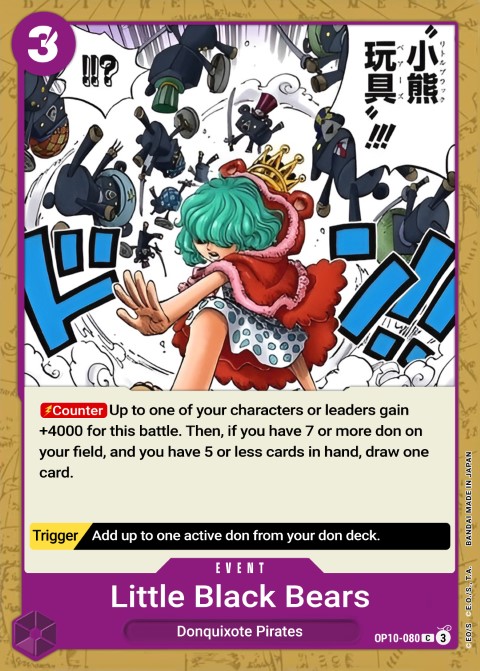 3
!!?
"小熊
リトルブラック
玩具"!!!
ベアーズ
ドン!!
Counter Up to one of your characters or leaders gain
+4000 for this battle. Then, if you have 7 or more don on
your field, and you have 5 or less cards in hand, draw one
card.
Trigger Add up to one active don from your don deck.
EVENT
Little Black Bears
Donquixote Pirates
OP10-080 C 3
BANDAI MADE IN JAPAN
©E.O./S. ©E.O./S., T.A.